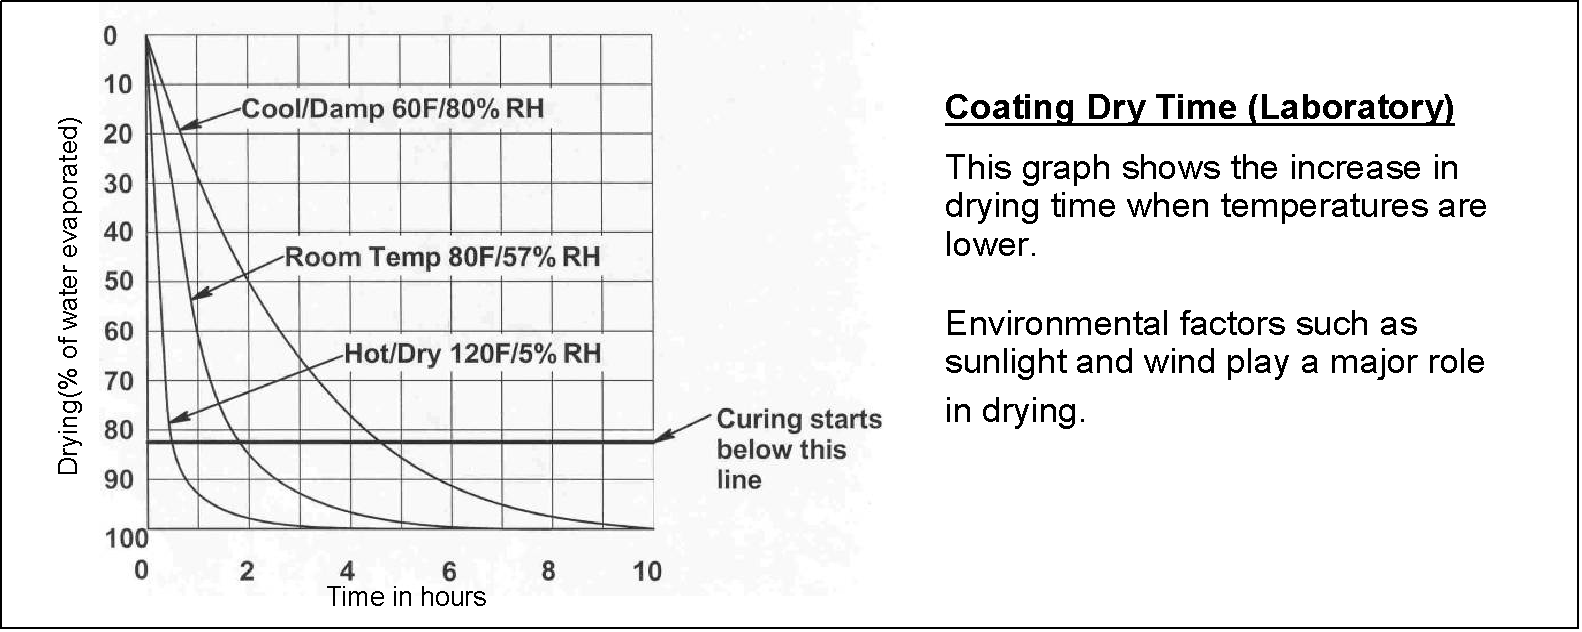 0
10
20
30
40
50
60
70
80
90
100
Drying(% of water evaporated)
Cool/Damp 60F/80% RH
Room Temp 80F/57% RH
Hot/Dry 120F/5% RH
Curing starts
below this
line
0 2 4 6 8 10
Time in hours
Coating Dry Time (Laboratory)
This graph shows the increase in
drying time when temperatures are
lower.
Environmental factors such as
sunlight and wind play a major role
in drying.